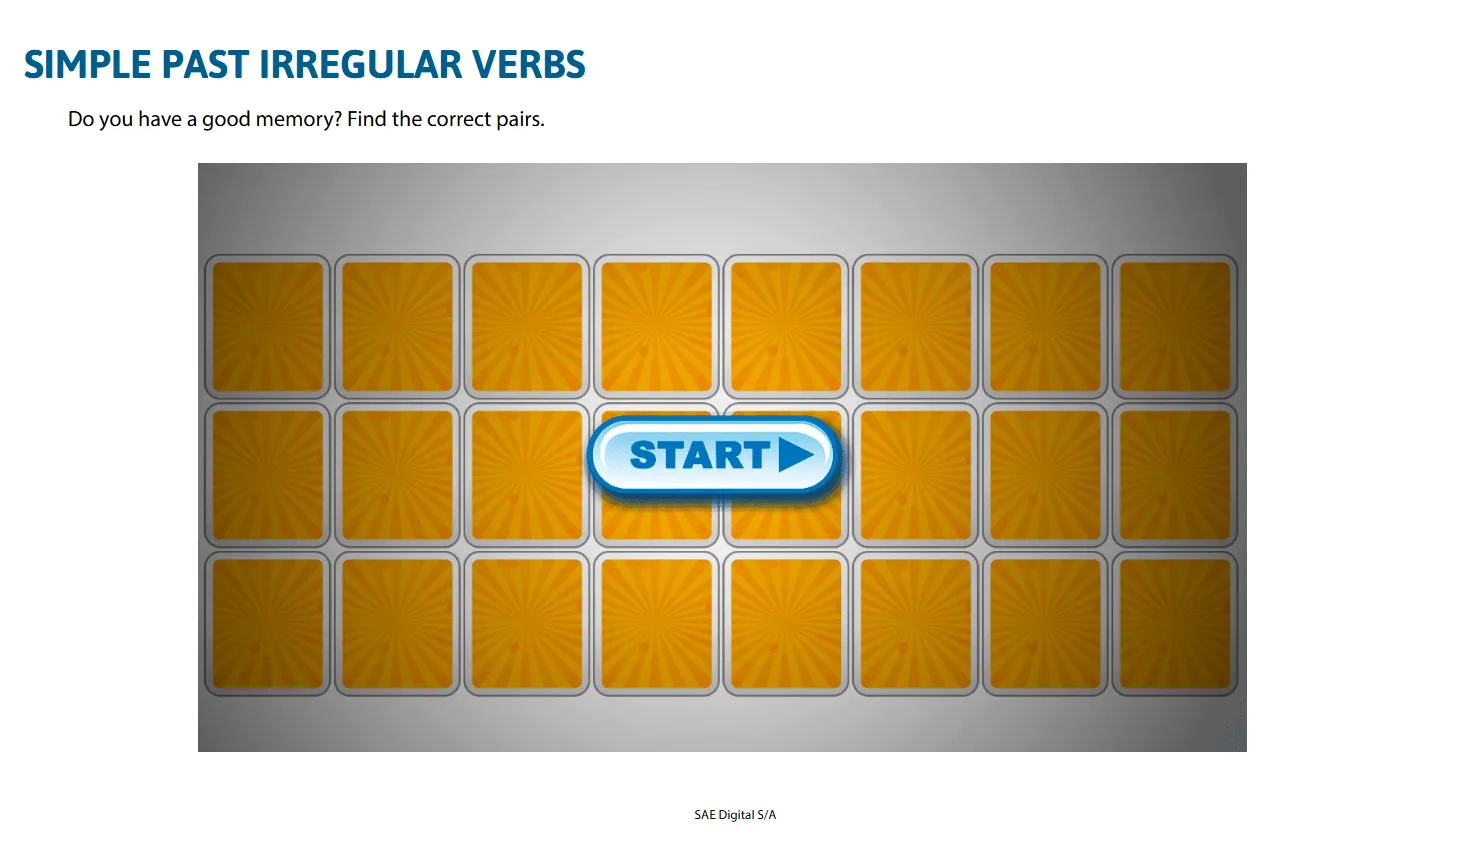 SIMPLE PAST IRREGULAR VERBS
Do you have a good memory? Find the correct pairs.
START
SAE Digital S/A